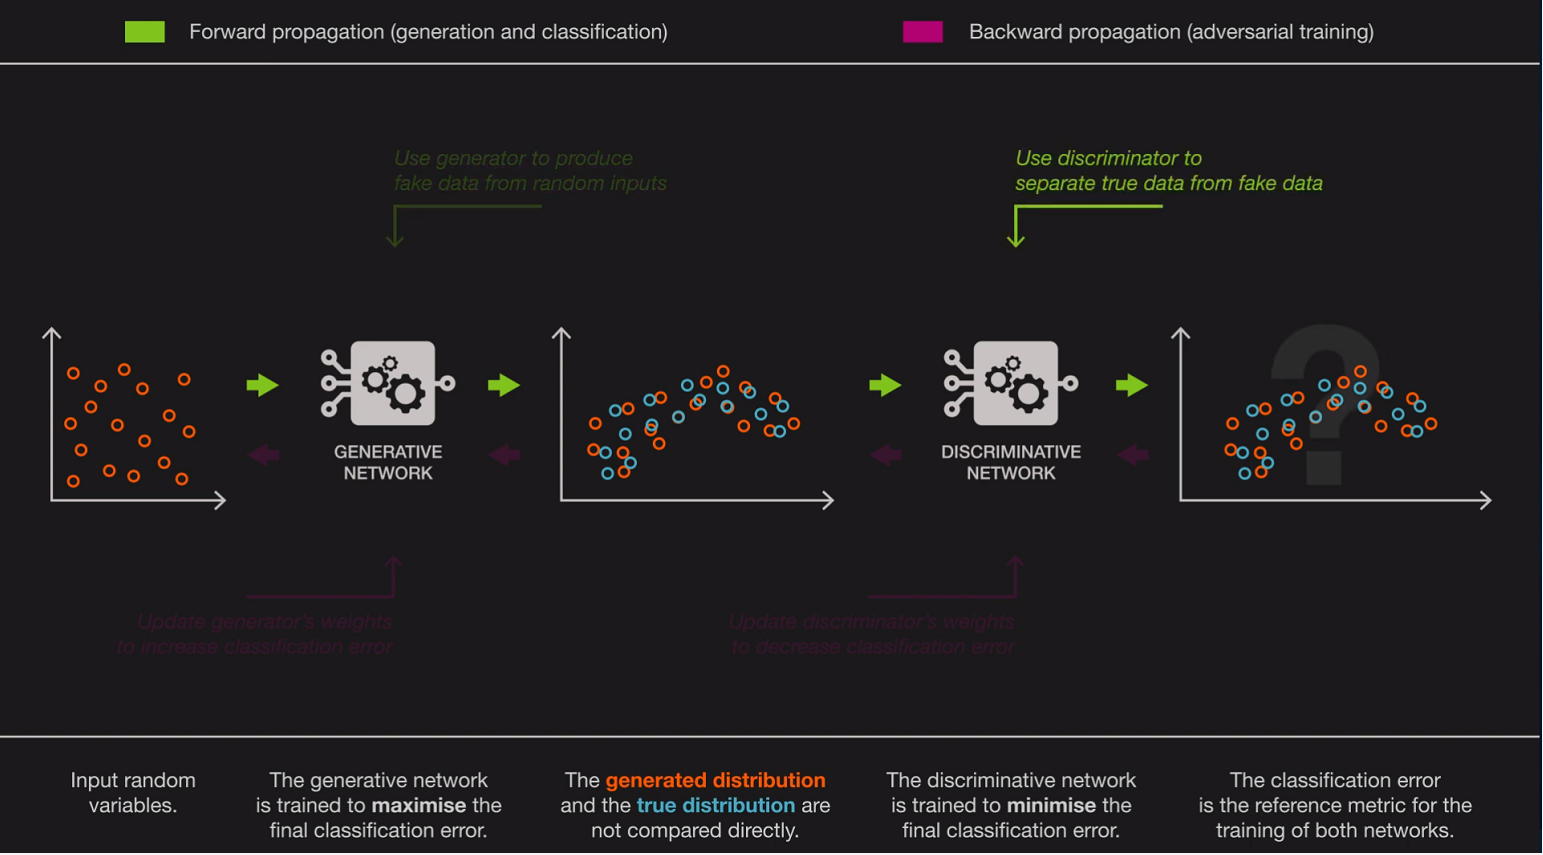 Forward propagation (generation and classification)
Backward propagation (adversarial training)
Use generator to produce
fake data from random inputs
Use discriminator to
separate true data from fake data
?
GENERATIVE
NETWORK
DISCRIMINATIVE
NETWORK
Update generator's weights
to increase classification error
Update discriminator's weights
to decrease classification error
Input random
variables.
The generative network
is trained to maximise the
final classification error.
The generated distribution
and the true distribution are
not compared directly.
The discriminative network
is trained to minimise the
final classification error.
The classification error
is the reference metric for the
training of both networks.